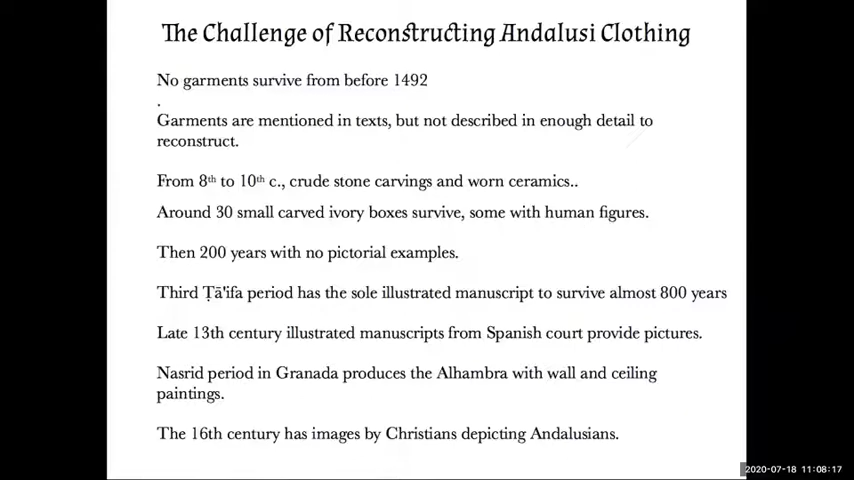 The Challenge of Reconstructing Andalusi Clothing
No garments survive from before 1492
.
Garments are mentioned in texts, but not described in enough detail to
reconstruct.
From 8th to 10th c., crude stone carvings and worn ceramics..
Around 30 small carved ivory boxes survive, some with human figures.
Then 200 years with no pictorial examples.
Third Ṭā'ifa period has the sole illustrated manuscript to survive almost 800 years
Late 13th century illustrated manuscripts from Spanish court provide pictures.
Nasrid period in Granada produces the Alhambra with wall and ceiling
paintings.
The 16th century has images by Christians depicting Andalusians.
2020-07-18 11:08:17